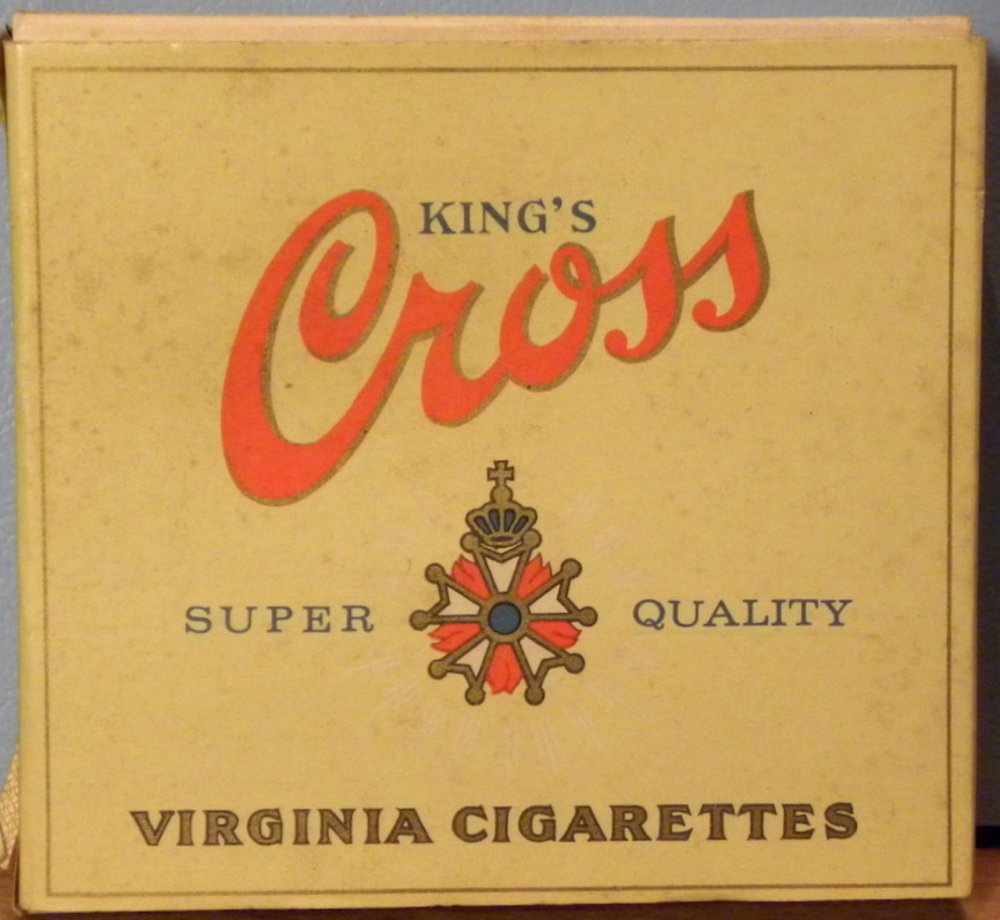 KING'S
Cross
SUPER QUALITY
VIRGINIA CIGARETTES